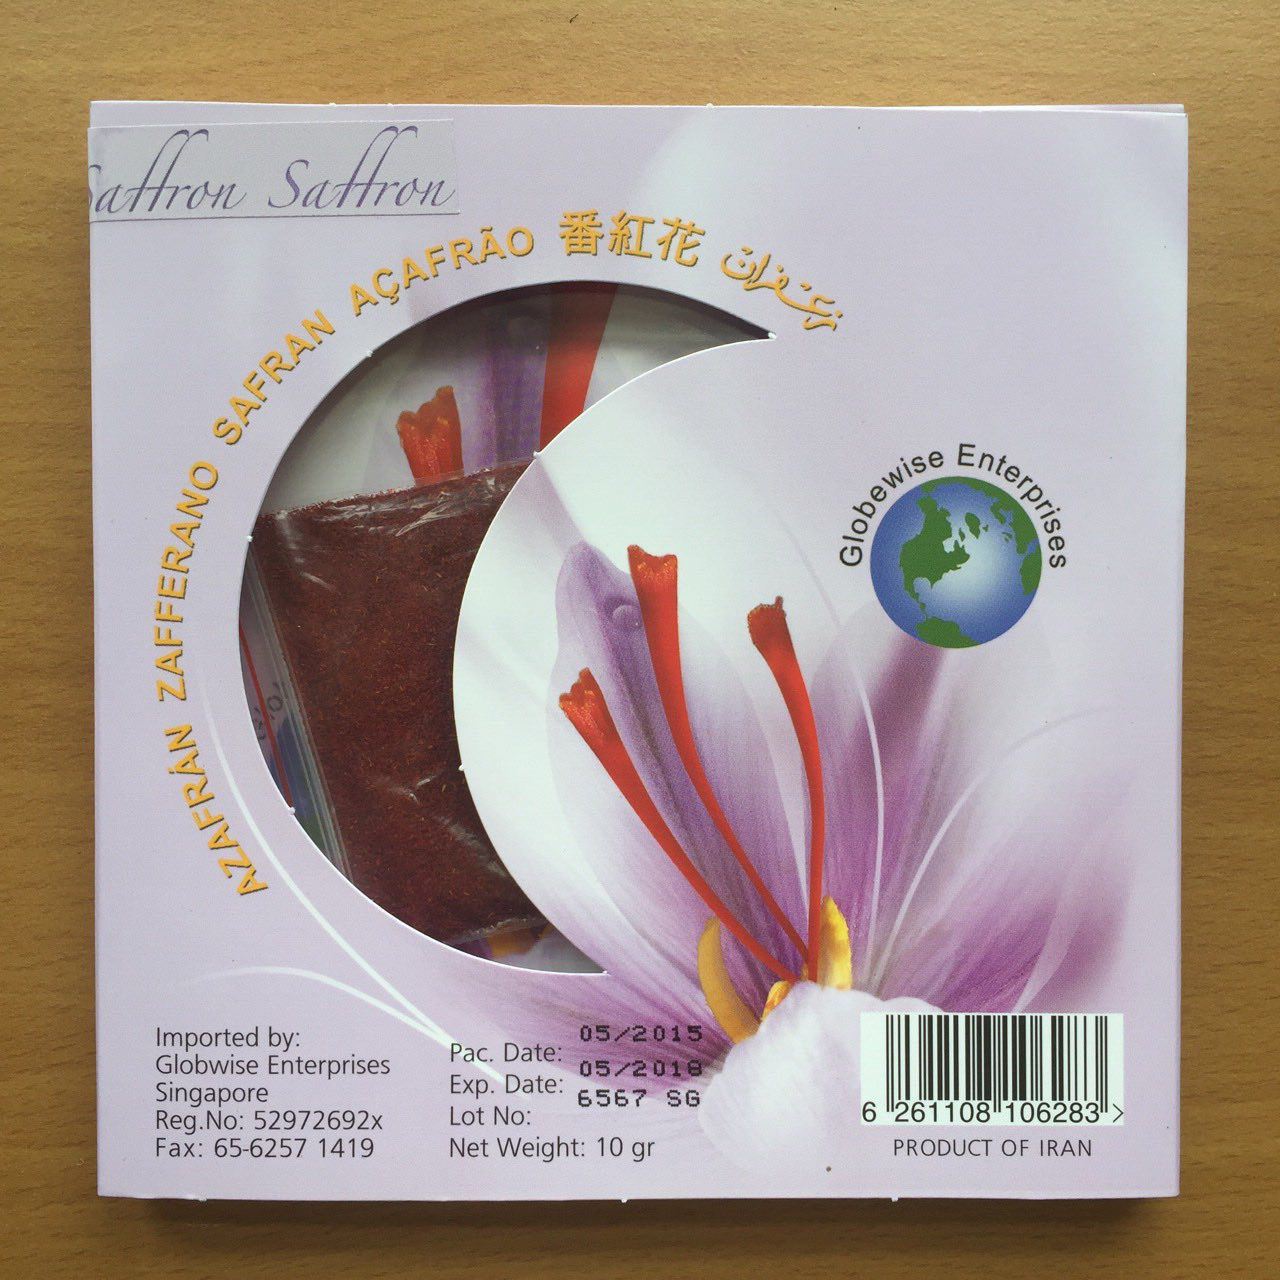 Saffron Saffron
AZAFRÁN ZAFFERANO SAFRAN AÇAFRÃO 番紅花 زعفران
Globewise Enterprises
Imported by:
Globwise Enterprises
Singapore
Reg.No: 52972692x
Fax: 65-6257 1419
Pac. Date: 05/2015
Exp. Date: 05/2018
Lot No: 6567 SG
Net Weight: 10 gr
6 261108 106283 >
PRODUCT OF IRAN